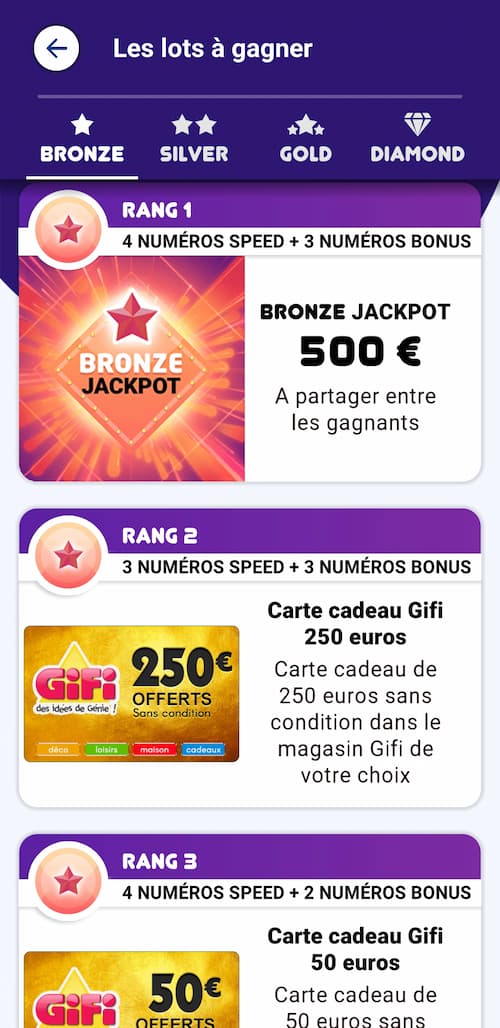 Les lots à gagner
BRONZE
SILVER
GOLD
DIAMOND
RANG 1
4 NUMÉROS SPEED + 3 NUMÉROS BONUS
BRONZE
JACKPOT
BRONZE JACKPOT
500 €
A partager entre
les gagnants
RANG 2
3 NUMÉROS SPEED + 3 NUMÉROS BONUS
GiFi
des idées de Génie !
250€
OFFERTS
Sans condition
déco
loisirs
maison
cadeaux
Carte cadeau Gifi
250 euros
Carte cadeau de
250 euros sans
condition dans le
magasin Gifi de
votre choix
RANG 3
4 NUMÉROS SPEED + 2 NUMÉROS BONUS
GiFi
50€
OFFERTS
Carte cadeau Gifi
50 euros
Carte cadeau de
50 euros sans